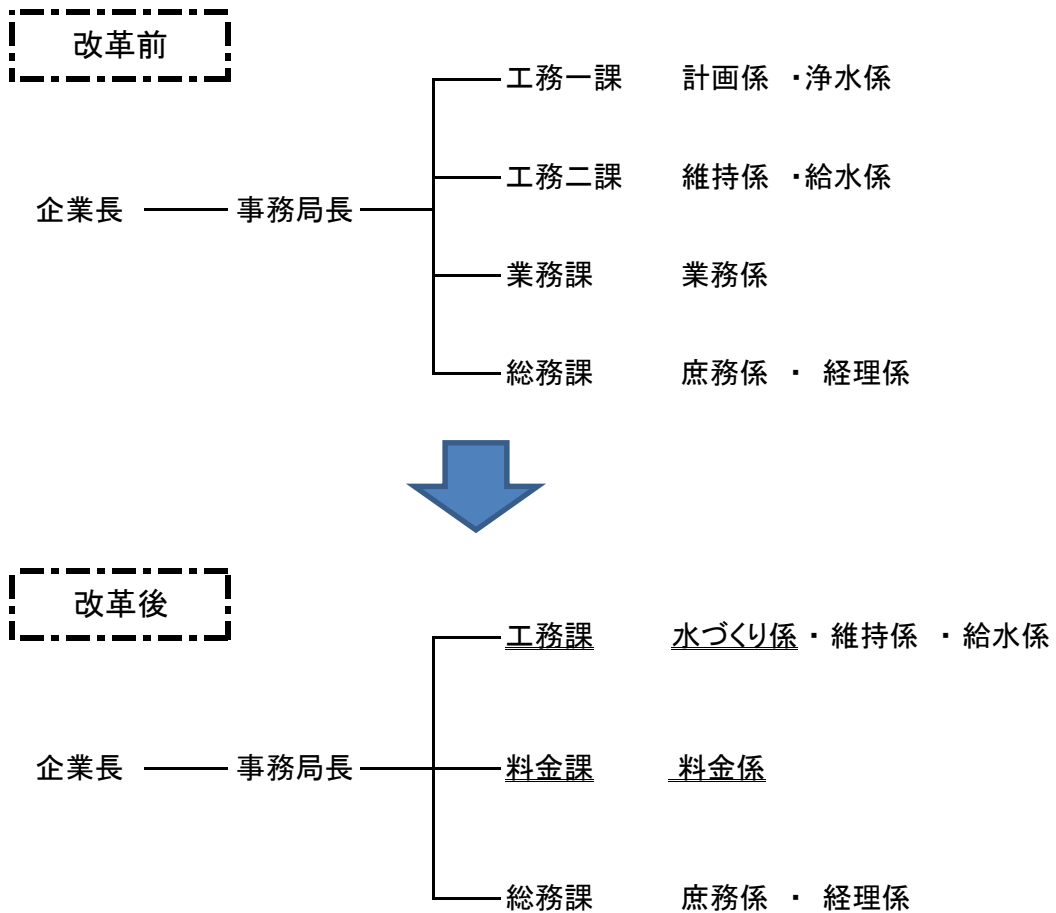 改革前
工務一課 計画係 ・浄水係
工務二課 維持係 ・給水係
企業長 事務局長
業務課 業務係
総務課 庶務係 ・ 経理係
改革後
工務課 水づくり係 ・ 維持係 ・ 給水係
企業長 事務局長 料金課 料金係
総務課 庶務係 ・ 経理係